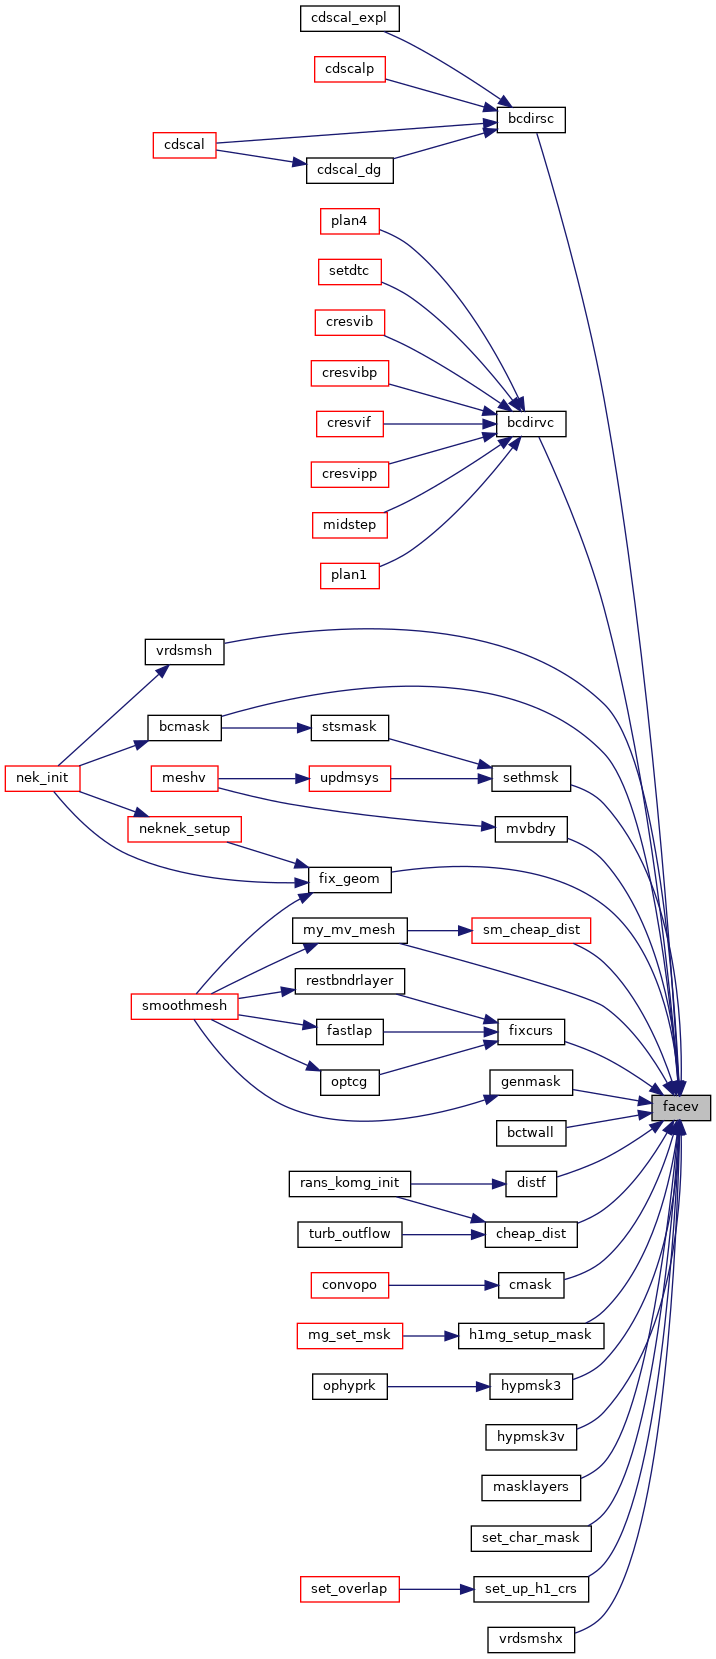 cdscal_expl
cdscalp
bcdirsc
cdscal
cdscal_dg
plan4
setdtc
cresvib
cresvibp
cresvif
bcdirvc
cresvipp
midstep
plan1
vrdsmsh
bcmask
stsmask
nek_init
meshv
updmsys
sethmsk
neknek_setup
mvbdry
fix_geom
my_mv_mesh
sm_cheap_dist
restbndrlayer
smoothmesh
fastlap
fixcurs
optcg
genmask
facev
bctwall
rans_komg_init
distf
turb_outflow
cheap_dist
convopo
cmask
mg_set_msk
h1mg_setup_mask
ophyprk
hypmsk3
hypmsk3v
masklayers
set_char_mask
set_overlap
set_up_h1_crs
vrdsmshx